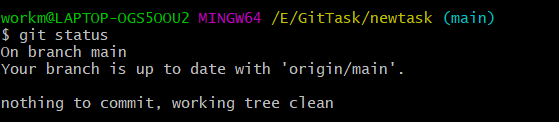 workm@LAPTOP-OGS5OOU2 MINGW64 /E/GitTask/newtask (main)
$ git status
On branch main
Your branch is up to date with 'origin/main'.
nothing to commit, working tree clean